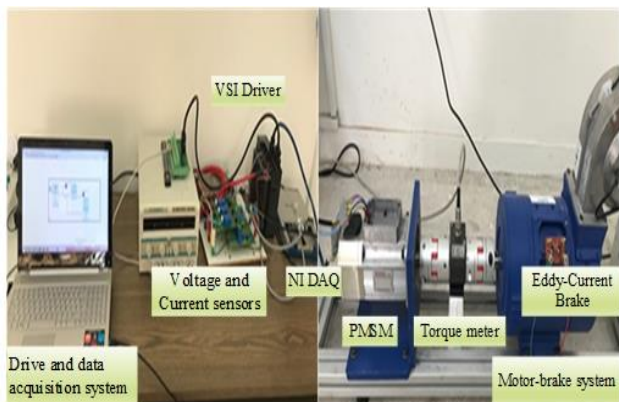 VSI Driver
Voltage and
Current sensors
NI DAQ
Drive and data
acquisition system
PMSM
Torque meter
Eddy-Current
Brake
Motor-brake system